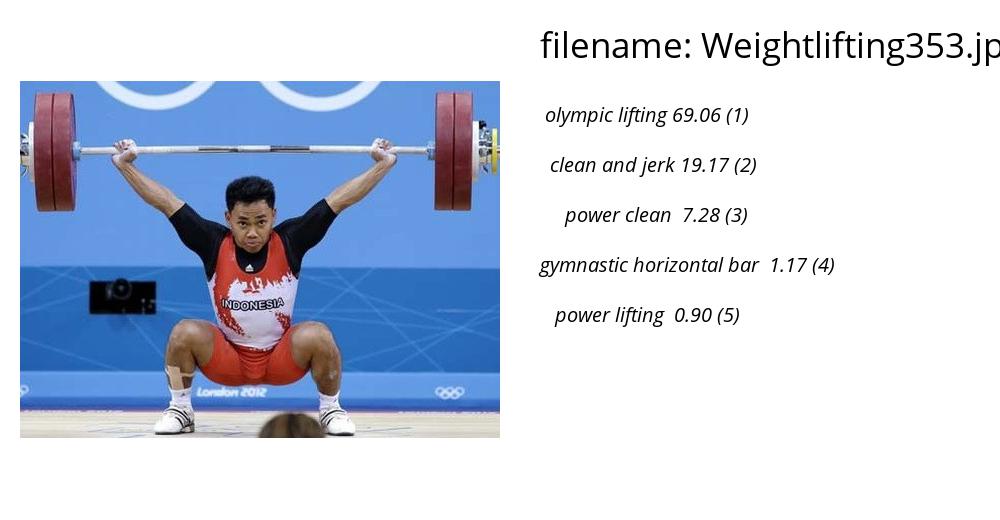 filename: Weightlifting353.jp
olympic lifting 69.06 (1)
clean and jerk 19.17 (2)
power clean 7.28 (3)
gymnastic horizontal bar 1.17 (4)
power lifting 0.90 (5)
INDONESIA
London 2012